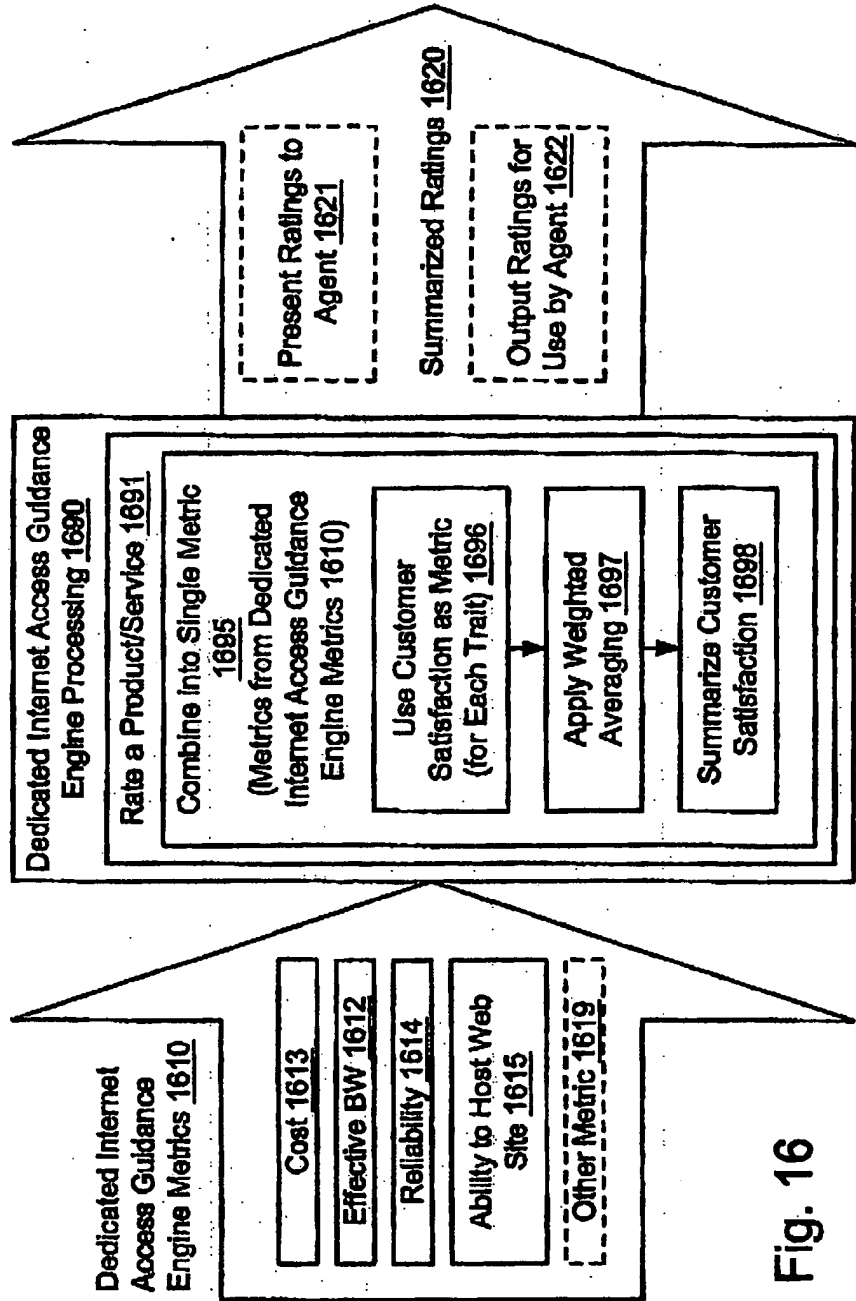 Dedicated Internet
Access Guidance
Engine Metrics 1610
Cost 1613
Effective BW 1612
Reliability 1614
Ability to Host Web
Site 1615
Other Metric 1619
Dedicated Internet Access Guidance
Engine Processing 1690
Rate a Product/Service 1691
Combine into Single Metric
1695
(Metrics from Dedicated
Internet Access Guidance
Engine Metrics 1610)
Use Customer
Satisfaction as Metric
(for Each Trait) 1696
Apply Weighted
Averaging 1697
Summarize Customer
Satisfaction 1698
Present Ratings to
Agent 1621
Summarized Ratings 1620
Output Ratings for
Use by Agent 1622
Fig. 16